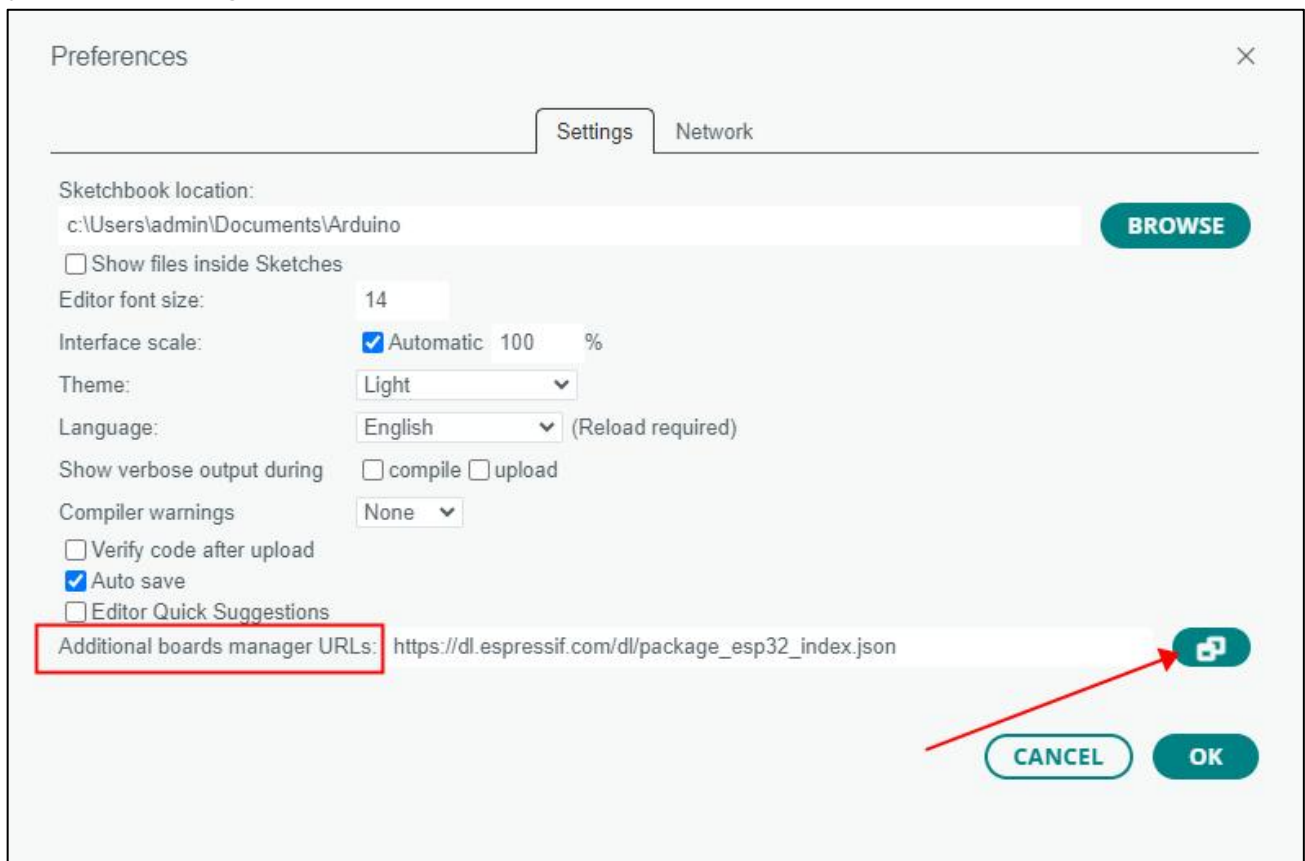 Preferences
Settings Network
Sketchbook location:
c:\Users\admin\Documents\Arduino BROWSE
Show files inside Sketches
Editor font size: 14
Interface scale: Automatic 100 %
Theme: Light
Language: English (Reload required)
Show verbose output during compile upload
Compiler warnings None
Verify code after upload
Auto save
Editor Quick Suggestions
Additional boards manager URLs: https://dl.espressif.com/dl/package_esp32_index.json
CANCEL OK